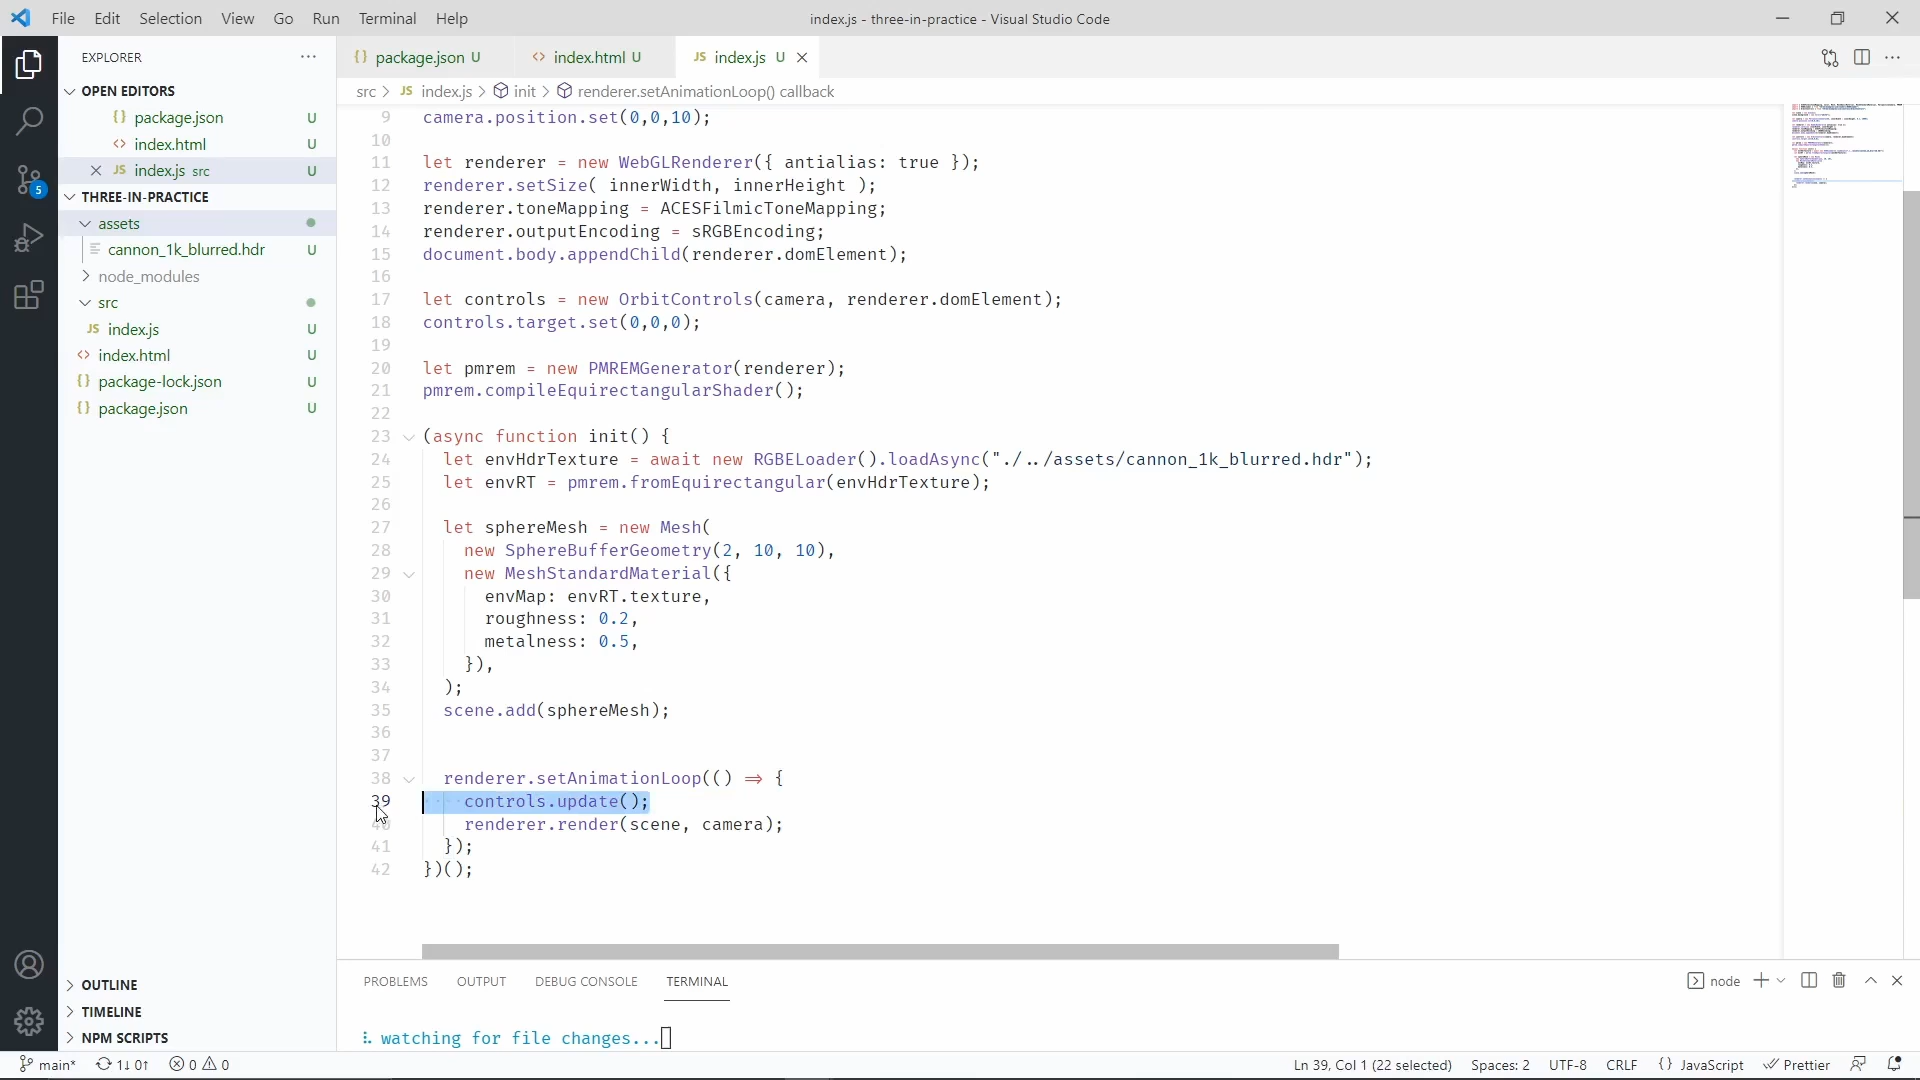 File Edit Selection View Go Run Terminal Help
index.js - three-in-practice - Visual Studio Code
EXPLORER
OPEN EDITORS
package.json U
index.html U
index.js src U
THREE-IN-PRACTICE
assets
cannon_1k_blurred.hdr U
node_modules
src
index.js U
index.html U
package-lock.json U
package.json U
OUTLINE
TIMELINE
NPM SCRIPTS
5
package.json U
index.html U
JS index.js U
src > JS index.js > init > renderer.setAnimationLoop() callback
9 camera.position.set(0,0,10);
10
11 let renderer = new WebGLRenderer({ antialias: true });
12 renderer.setSize( innerWidth, innerHeight );
13 renderer.toneMapping = ACESFilmicToneMapping;
14 renderer.outputEncoding = sRGBEncoding;
15 document.body.appendChild(renderer.domElement);
16
17 let controls = new OrbitControls(camera, renderer.domElement);
18 controls.target.set(0,0,0);
19
20 let pmrem = new PMREMGenerator(renderer);
21 pmrem.compileEquirectangularShader();
22
23 (async function init() {
24 let envHdrTexture = await new RGBELoader().loadAsync("./../assets/cannon_1k_blurred.hdr");
25 let envRT = pmrem.fromEquirectangular(envHdrTexture);
26
27 let sphereMesh = new Mesh(
28 new SphereBufferGeometry(2, 10, 10),
29 new MeshStandardMaterial({
30 envMap: envRT.texture,
31 roughness: 0.2,
32 metalness: 0.5,
33 }),
34 );
35 scene.add(sphereMesh);
36
37
38 renderer.setAnimationLoop(() => {
39 controls.update();
40 renderer.render(scene, camera);
41 });
42 })();
PROBLEMS OUTPUT DEBUG CONSOLE TERMINAL
node
watching for file changes...
main* 1↓ 0↑ 0 0
Ln 39, Col 1 (22 selected) Spaces: 2 UTF-8 CRLF {} JavaScript Prettier